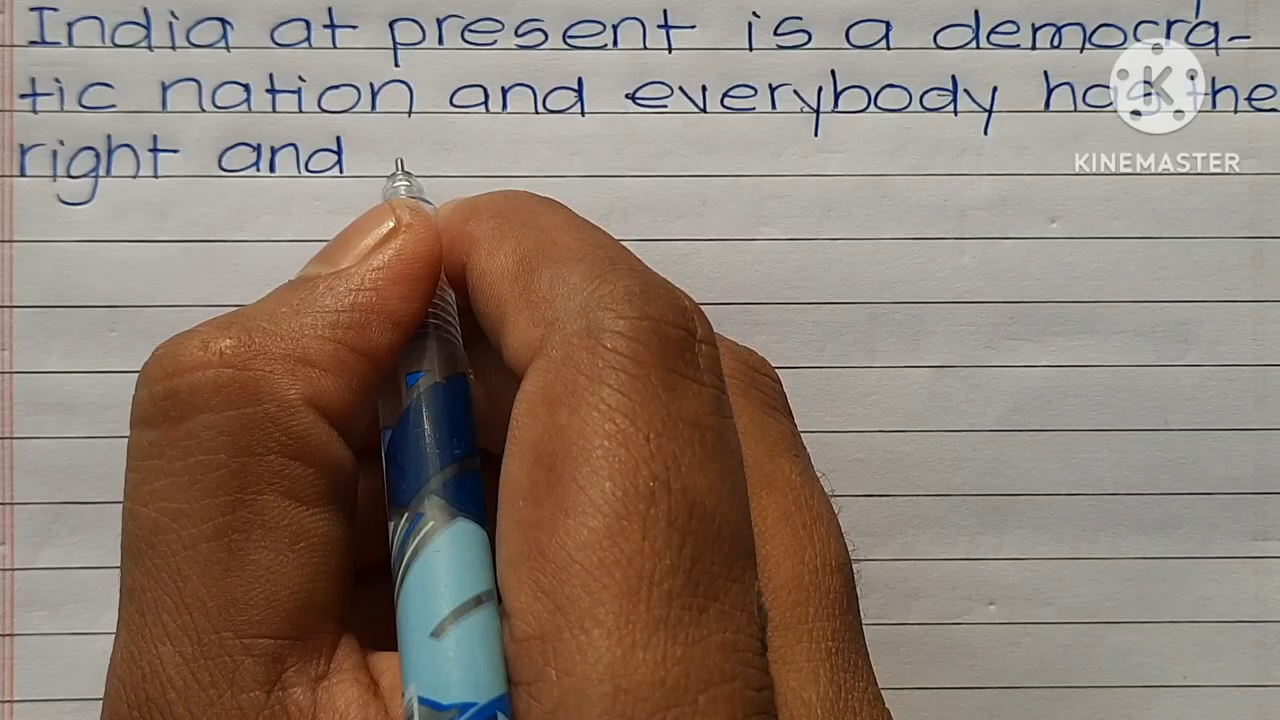 India at present is a democra-
tic nation and everybody has the
right and
KINEMASTER